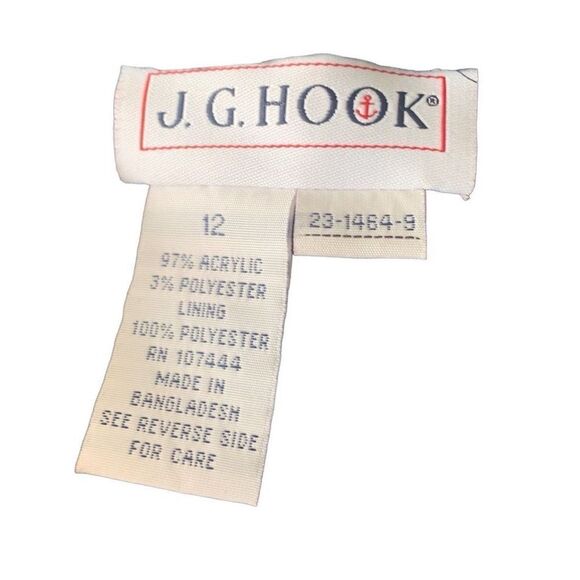 J.G.HOOK®
12
23-1464-9
97% ACRYLIC
3% POLYESTER
LINING
100% POLYESTER
RN 107444
MADE IN
BANGLADESH
SEE REVERSE SIDE
FOR CARE